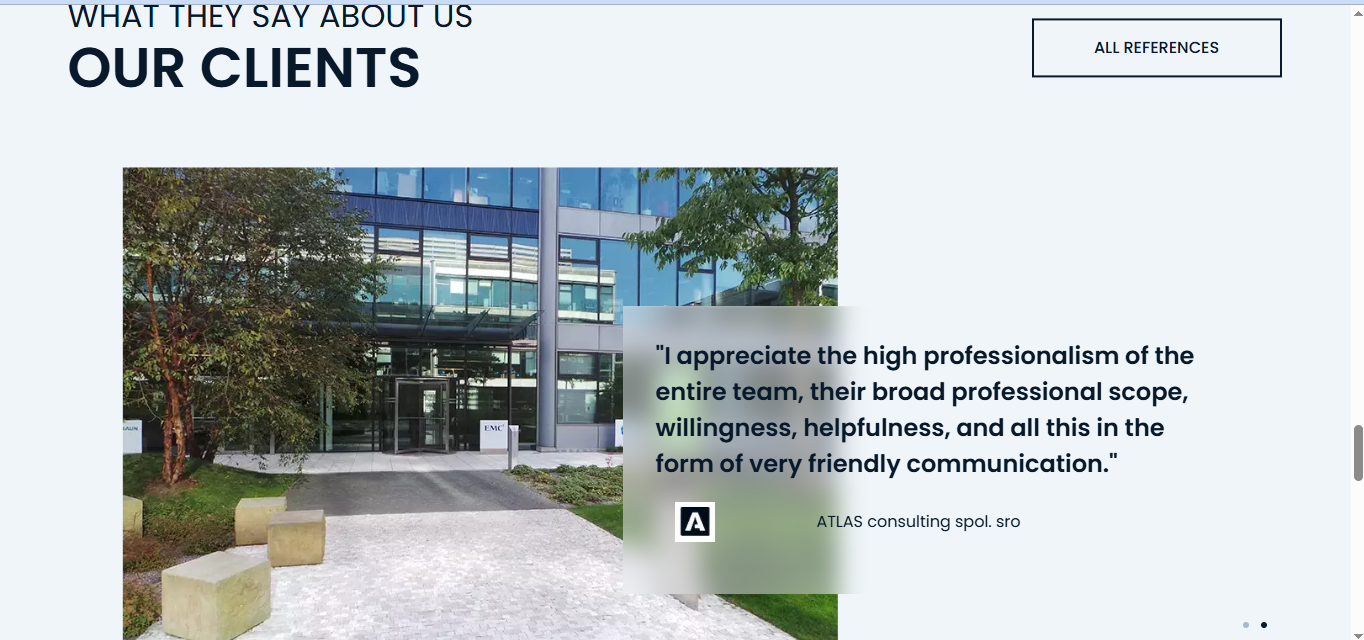 WHAT THEY SAY ABOUT US
OUR CLIENTS
ALL REFERENCES
EMC
"I appreciate the high professionalism of the
entire team, their broad professional scope,
willingness, helpfulness, and all this in the
form of very friendly communication."
A
ATLAS consulting spol. sro